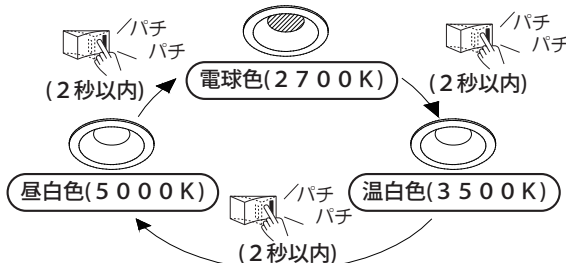 パチ
パチ
(2秒以内)
電球色(2700K)
パチ
パチ
(2秒以内)
昼白色(5000K)
パチ
パチ
(2秒以内)
温白色(3500K)